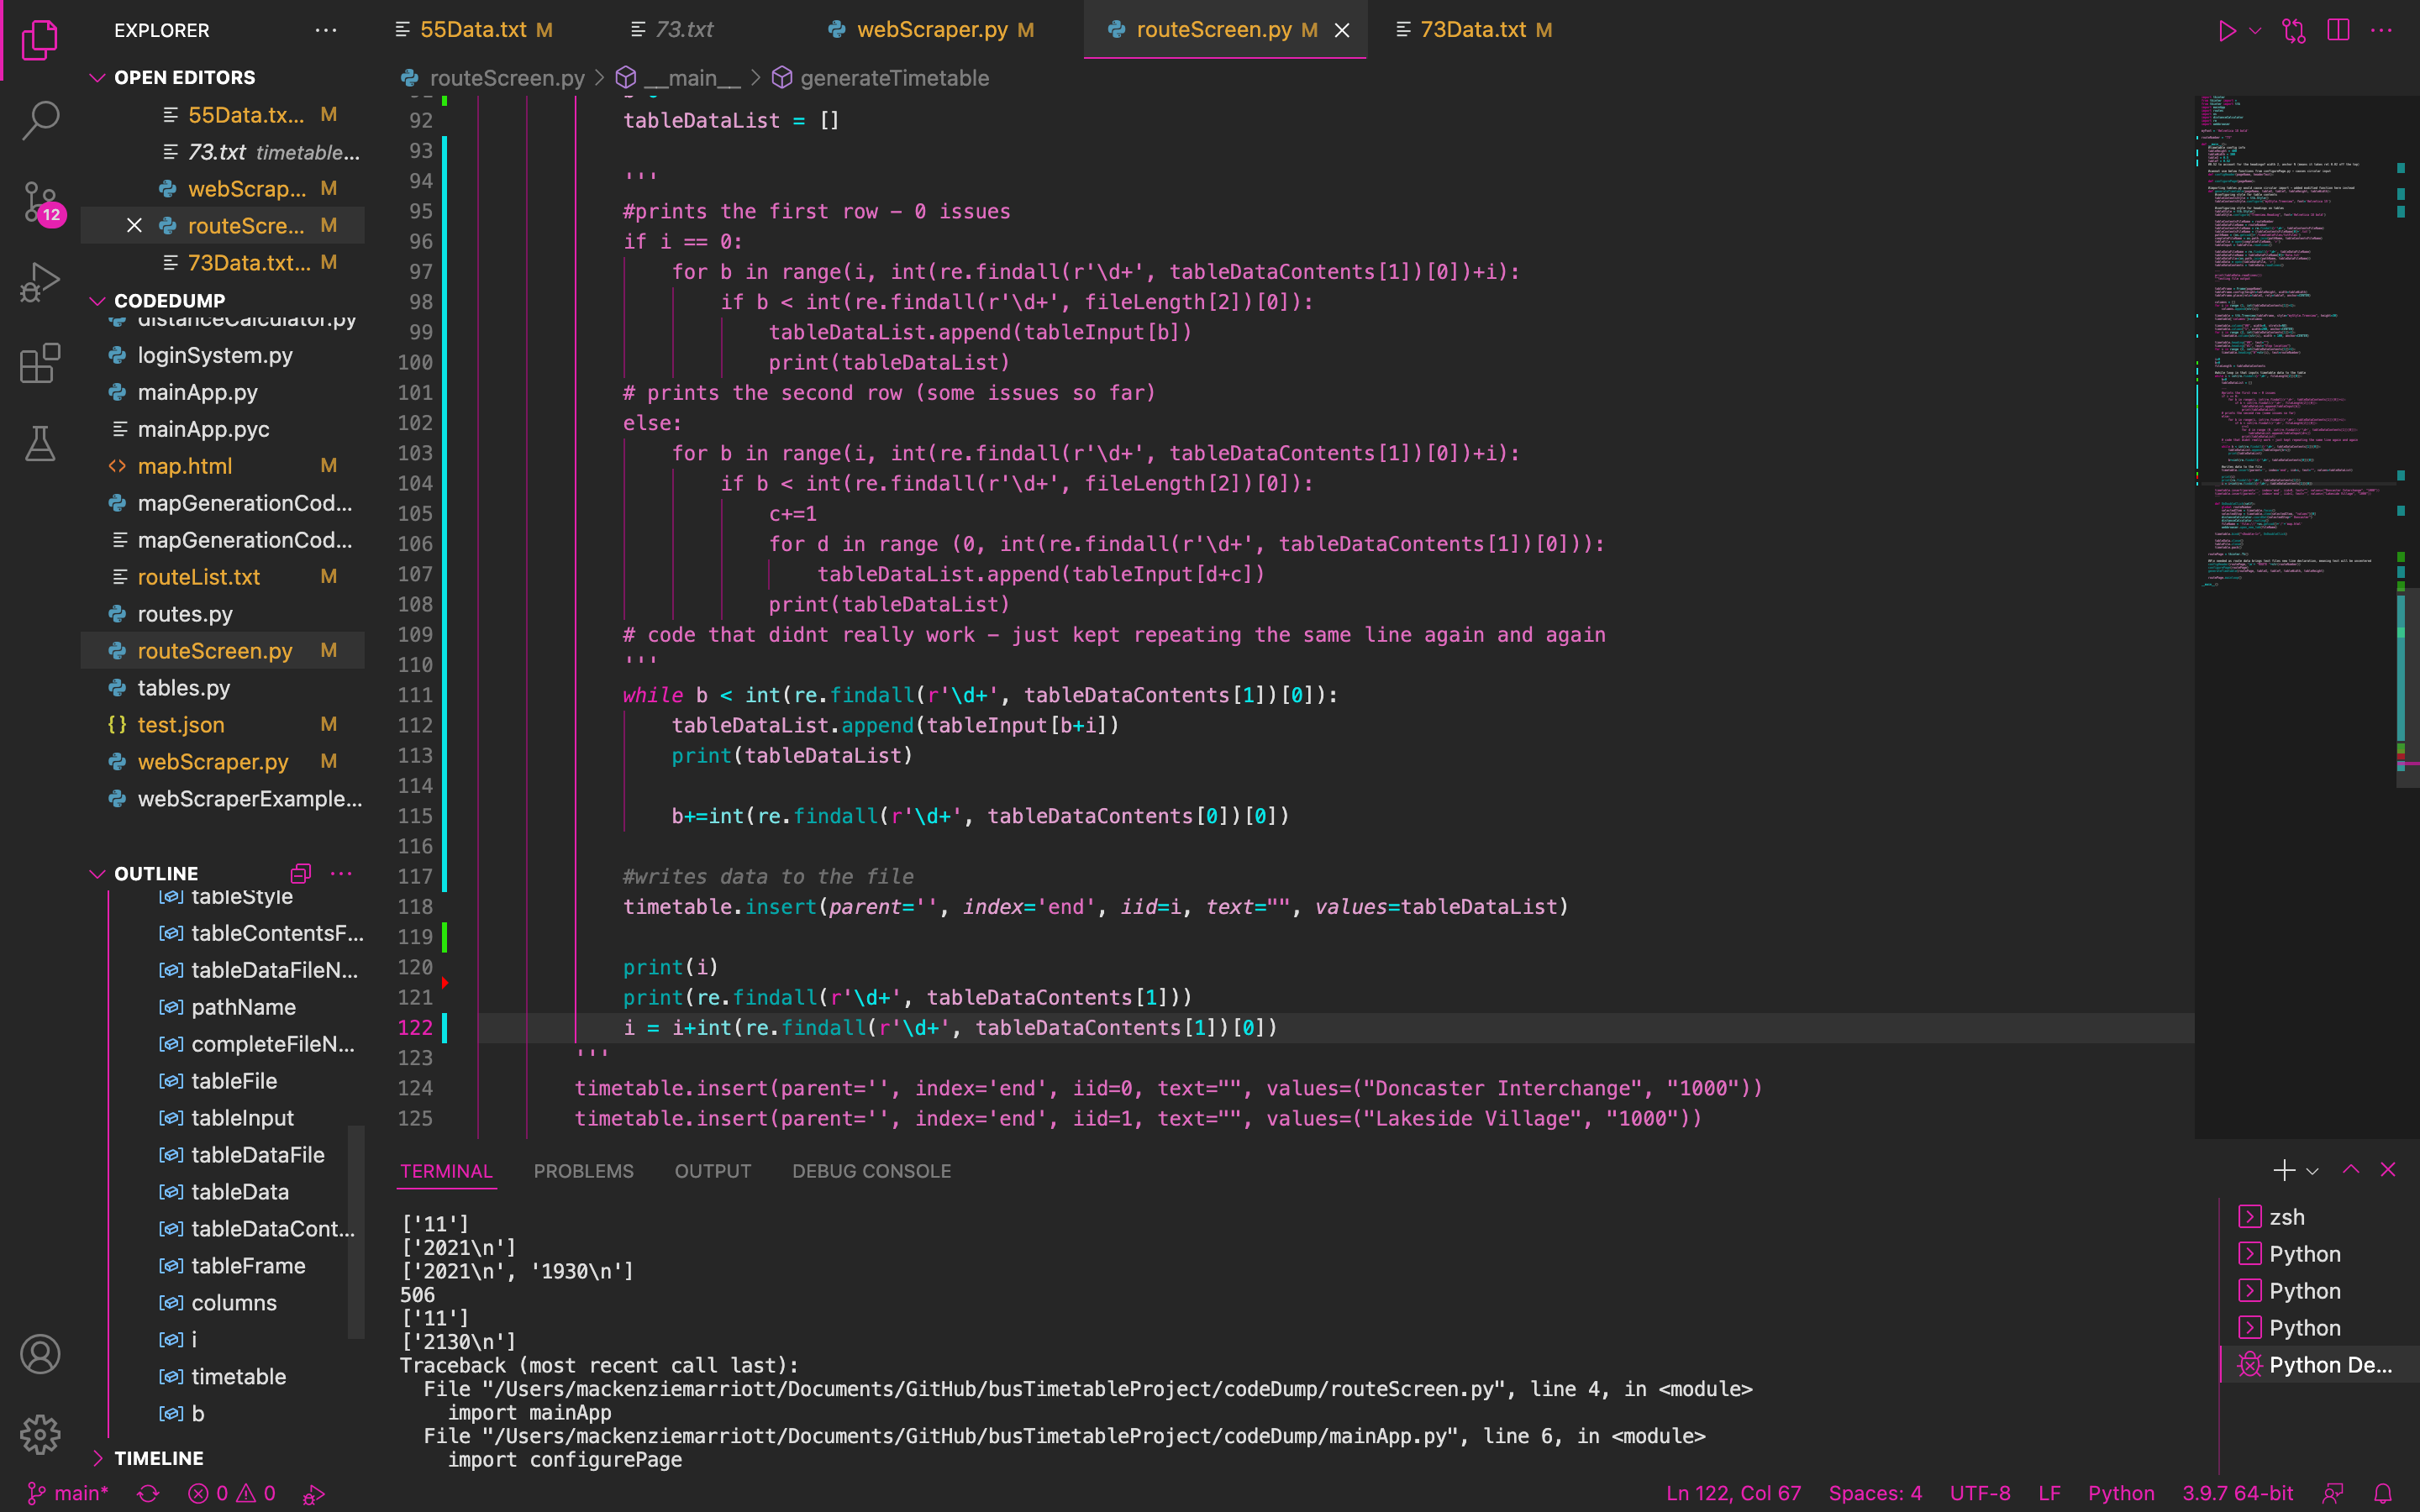 EXPLORER
OPEN EDITORS
55Data.tx... M
73.txt timetable...
webScrap... M
routeScre... M
73Data.txt... M
CODEDUMP
distanceCalculator.py
loginSystem.py
mainApp.py
mainApp.pyc
map.html M
mapGenerationCod...
mapGenerationCod...
routeList.txt M
routes.py
routeScreen.py M
tables.py
test.json M
webScraper.py M
webScraperExample...
OUTLINE
tableStyle
tableContentsF...
tableDataFileN...
pathName
completeFileN...
tableFile
tableInput
tableDataFile
tableData
tableDataCont...
tableFrame
columns
i
timetable
b
TIMELINE
12
55Data.txt M 73.txt webScraper.py M routeScreen.py M 73Data.txt M
routeScreen.py > __main__ > generateTimetable
92 tableDataList = []
93
94 '''
95 #prints the first row – 0 issues
96 if i == 0:
97 for b in range(i, int(re.findall(r'\d+', tableDataContents[1])[0])+i):
98 if b < int(re.findall(r'\d+', fileLength[2])[0]):
99 tableDataList.append(tableInput[b])
100 print(tableDataList)
101 # prints the second row (some issues so far)
102 else:
103 for b in range(i, int(re.findall(r'\d+', tableDataContents[1])[0])+i):
104 if b < int(re.findall(r'\d+', fileLength[2])[0]):
105 c+=1
106 for d in range (0, int(re.findall(r'\d+', tableDataContents[1])[0])):
107 tableDataList.append(tableInput[d+c])
108 print(tableDataList)
109 # code that didnt really work – just kept repeating the same line again and again
110 '''
111 while b < int(re.findall(r'\d+', tableDataContents[1])[0]):
112 tableDataList.append(tableInput[b+i])
113 print(tableDataList)
114
115 b+=int(re.findall(r'\d+', tableDataContents[0])[0])
116
117 #writes data to the file
118 timetable.insert(parent='', index='end', iid=i, text="", values=tableDataList)
119
120 print(i)
121 print(re.findall(r'\d+', tableDataContents[1]))
122 i = i+int(re.findall(r'\d+', tableDataContents[1])[0])
123 '''
124 timetable.insert(parent='', index='end', iid=0, text="", values=("Doncaster Interchange", "1000"))
125 timetable.insert(parent='', index='end', iid=1, text="", values=("Lakeside Village", "1000"))
TERMINAL PROBLEMS OUTPUT DEBUG CONSOLE
['11']
['2021\n']
['2021\n', '1930\n']
506
['11']
['2130\n']
Traceback (most recent call last):
File "/Users/mackenziemarriott/Documents/GitHub/busTimetableProject/codeDump/routeScreen.py", line 4, in <module>
import mainApp
File "/Users/mackenziemarriott/Documents/GitHub/busTimetableProject/codeDump/mainApp.py", line 6, in <module>
import configurePage
zsh
Python
Python
Python
Python De...
main* 0 0 Ln 122, Col 67 Spaces: 4 UTF-8 LF Python 3.9.7 64-bit